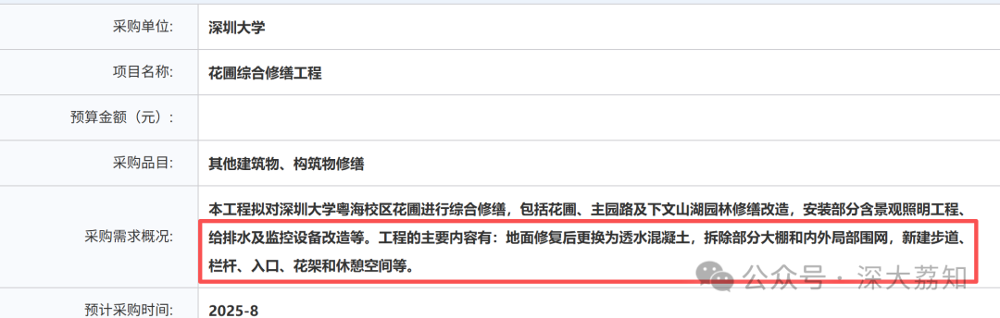 采购单位:
深圳大学
项目名称:
花圃综合修缮工程
预算金额（元）:
采购品目:
其他建筑物、构筑物修缮
采购需求概况:
本工程拟对深圳大学粤海校区花圃进行综合修缮，包括花圃、主园路及下文山湖园林修缮改造，安装部分含景观照明工程、
给排水及监控设备改造等。工程的主要内容有：地面修复后更换为透水混凝土，拆除部分大棚和内外局部围网，新建步道、
栏杆、入口、花架和休憩空间等。
公众号 · 深大荔知
预计采购时间:
2025-8